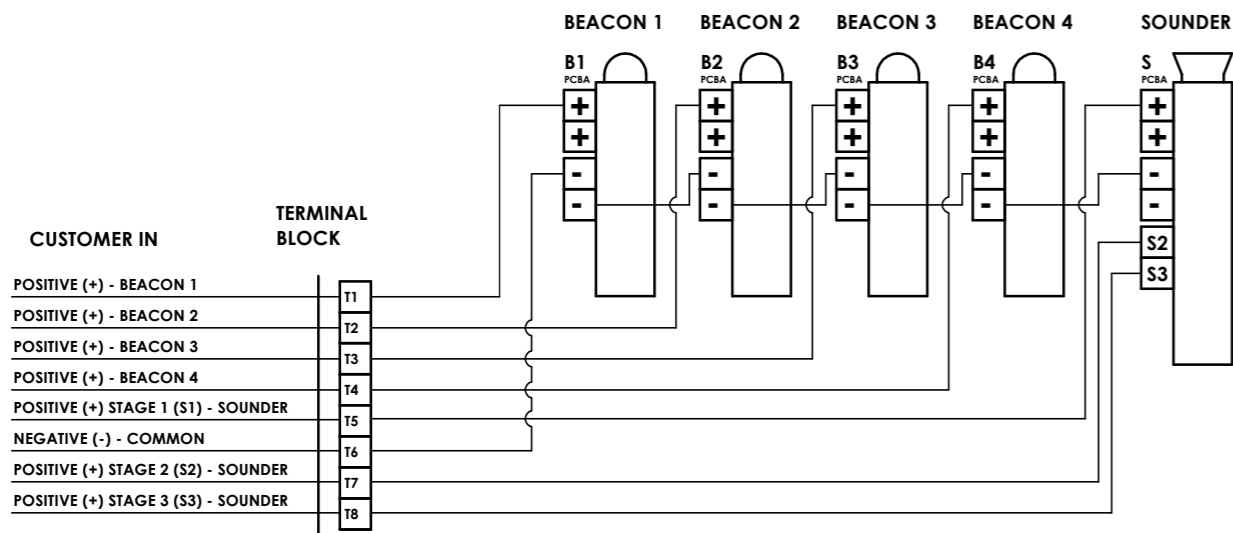 BEACON 1 BEACON 2 BEACON 3 BEACON 4 SOUNDER
B1 B2 B3 B4 S
PCBA PCBA PCBA PCBA PCBA
+ + + + +
+ + + + +
- - - - -
- - - - -
S2
S3
TERMINAL
BLOCK
CUSTOMER IN
POSITIVE (+) - BEACON 1 T1
POSITIVE (+) - BEACON 2 T2
POSITIVE (+) - BEACON 3 T3
POSITIVE (+) - BEACON 4 T4
POSITIVE (+) STAGE 1 (S1) - SOUNDER T5
NEGATIVE (-) - COMMON T6
POSITIVE (+) STAGE 2 (S2) - SOUNDER T7
POSITIVE (+) STAGE 3 (S3) - SOUNDER T8